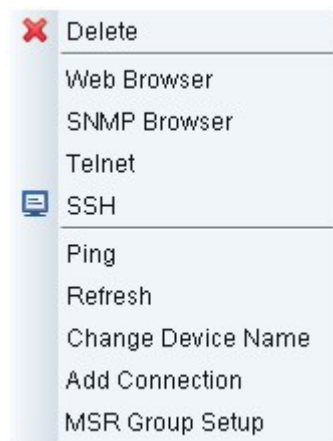 Delete
Web Browser
SNMP Browser
Telnet
SSH
Ping
Refresh
Change Device Name
Add Connection
MSR Group Setup